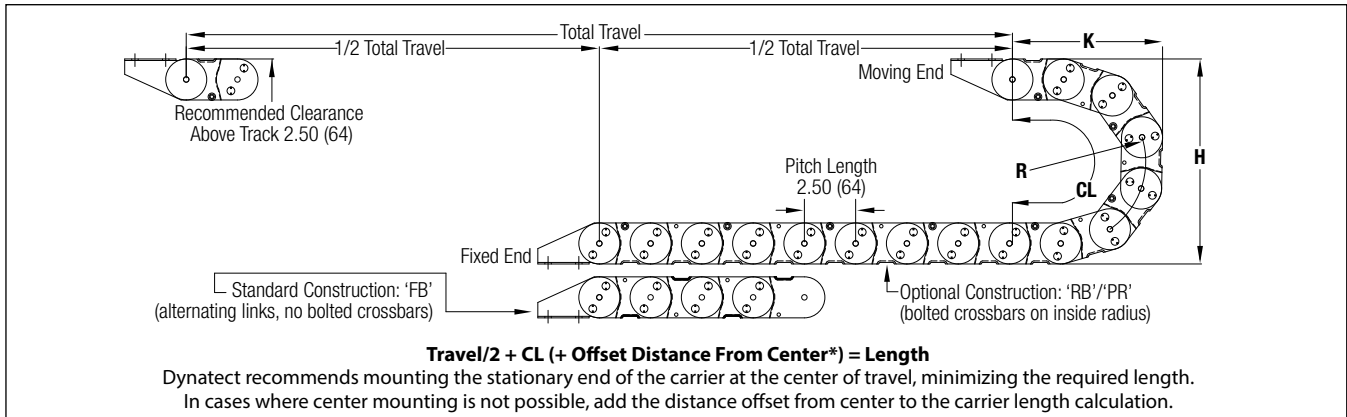 Total Travel
1/2 Total Travel
1/2 Total Travel
K
Moving End
Recommended Clearance
Above Track 2.50 (64)
Pitch Length
2.50 (64)
R
CL
H
Fixed End
Standard Construction: ‘FB’
(alternating links, no bolted crossbars)
Optional Construction: ‘RB’/‘PR’
(bolted crossbars on inside radius)
Travel/2 + CL (+ Offset Distance From Center*) = Length
Dynatect recommends mounting the stationary end of the carrier at the center of travel, minimizing the required length.
In cases where center mounting is not possible, add the distance offset from center to the carrier length calculation.